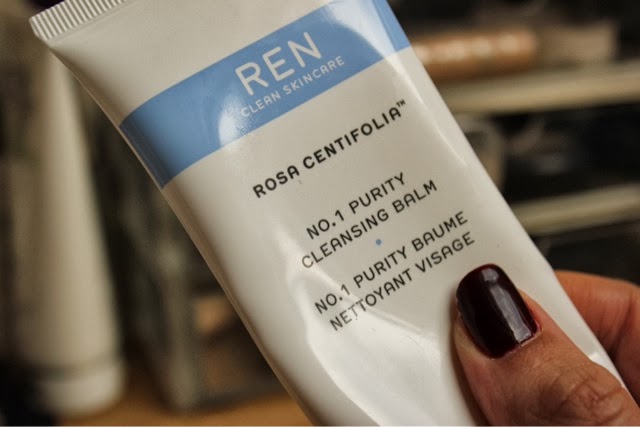 REN
CLEAN SKINCARE
ROSA CENTIFOLIA™
NO.1 PURITY
CLEANSING BALM
NO.1 PURITY BAUME
NETTOYANT VISAGE